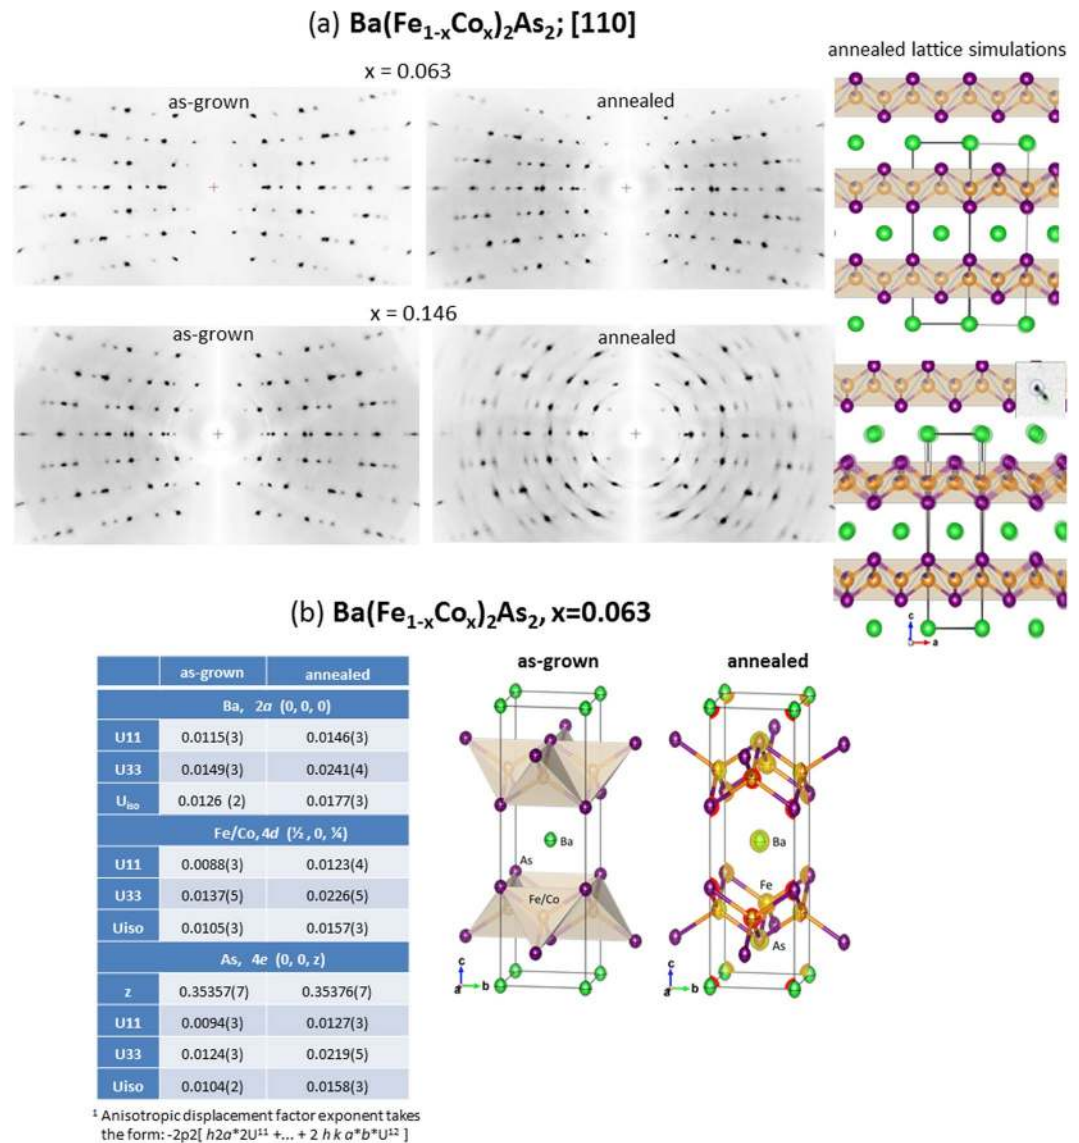 (a) Ba(Fe1-xCox)2As2; [110]
annealed lattice simulations
x = 0.063
as-grown
annealed
x = 0.146
as-grown
annealed
c
a
(b) Ba(Fe1-xCox)2As2, x=0.063
as-grown annealed
Ba, 2a (0, 0, 0)
U11 0.0115(3) 0.0146(3)
U33 0.0149(3) 0.0241(4)
Uiso 0.0126 (2) 0.0177(3)
Fe/Co, 4d (½, 0, ¼)
U11 0.0088(3) 0.0123(4)
U33 0.0137(5) 0.0226(5)
Uiso 0.0105(3) 0.0157(3)
As, 4e (0, 0, z)
z 0.35357(7) 0.35376(7)
U11 0.0094(3) 0.0127(3)
U33 0.0124(3) 0.0219(5)
Uiso 0.0104(2) 0.0158(3)
1 Anisotropic displacement factor exponent takes
the form: -2p2[ h2a*2U11 +... + 2 h k a*b*U12 ]
as-grown
Ba
As
Fe/Co
c
a b
annealed
Ba
Fe
As
c
a b